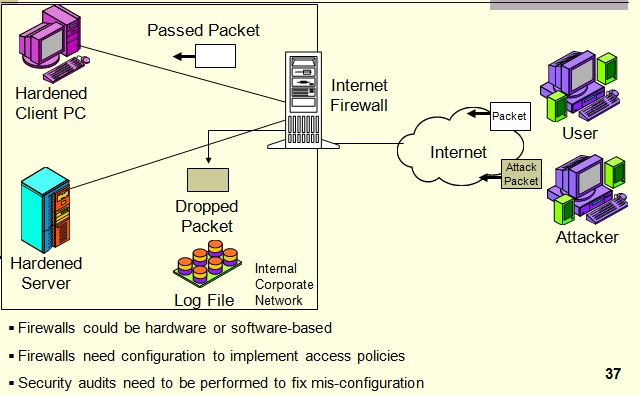 Passed Packet
Hardened
Client PC
Internet
Firewall
Packet
User
Internet
Attack
Packet
Attacker
Dropped
Packet
Hardened
Server
Log File
Internal
Corporate
Network
▪ Firewalls could be hardware or software-based
▪ Firewalls need configuration to implement access policies
▪ Security audits need to be performed to fix mis-configuration
37